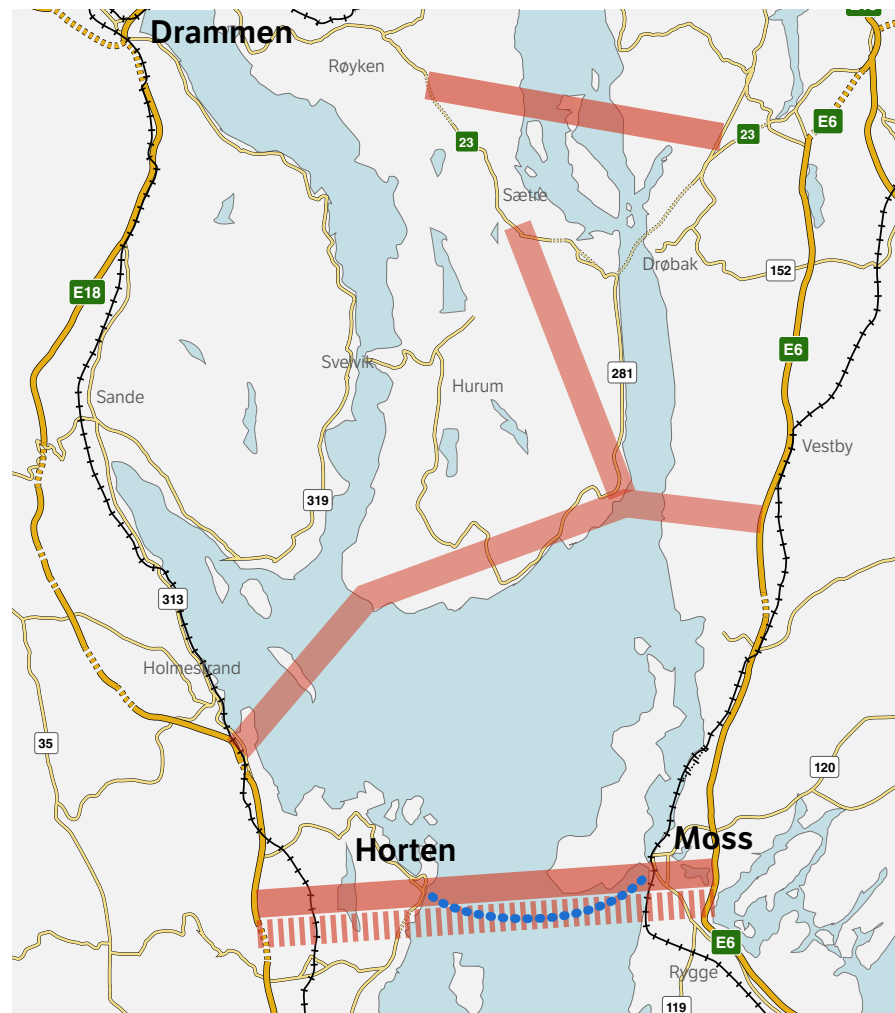 Drammen
Røyken
E6
23
23
Sætre
Drøbak
152
E18
E6
281
Svelvik
Hurum
Sande
Vestby
319
313
Holmestrand
35
120
Moss
Horten
E6
Rygge
119